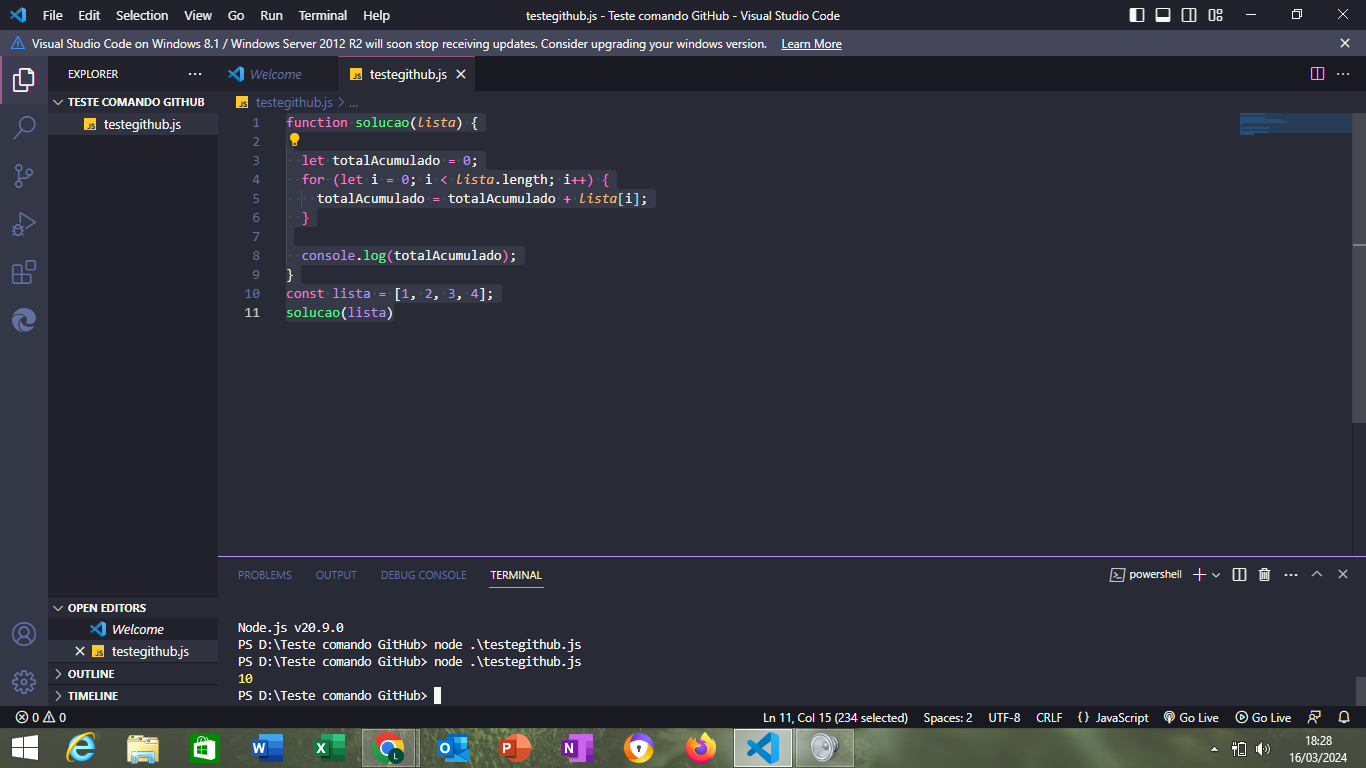 File Edit Selection View Go Run Terminal Help testegithub.js - Teste comando GitHub - Visual Studio Code
Visual Studio Code on Windows 8.1 / Windows Server 2012 R2 will soon stop receiving updates. Consider upgrading your windows version. Learn More
EXPLORER
TESTE COMANDO GITHUB
JS testegithub.js
Welcome
JS testegithub.js
JS testegithub.js > ...
1 function solucao(lista) {
2
3 let totalAcumulado = 0;
4 for (let i = 0; i < lista.length; i++) {
5 totalAcumulado = totalAcumulado + lista[i];
6 }
7
8 console.log(totalAcumulado);
9 }
10 const lista = [1, 2, 3, 4];
11 solucao(lista)
OPEN EDITORS
Welcome
JS testegithub.js
OUTLINE
TIMELINE
PROBLEMS OUTPUT DEBUG CONSOLE TERMINAL
powershell
Node.js v20.9.0
PS D:\Teste comando GitHub> node .\testegithub.js
PS D:\Teste comando GitHub> node .\testegithub.js
10
PS D:\Teste comando GitHub>
0 0 Ln 11, Col 15 (234 selected) Spaces: 2 UTF-8 CRLF {} JavaScript Go Live Go Live
W X L O P N
18:28
16/03/2024